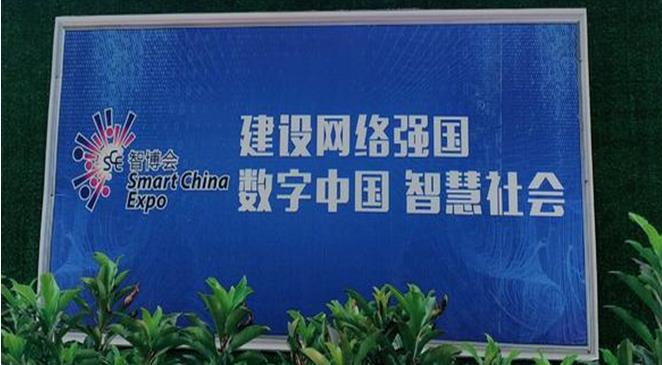 SCE 智博会
Smart China
Expo
建设网络强国
数字中国 智慧社会